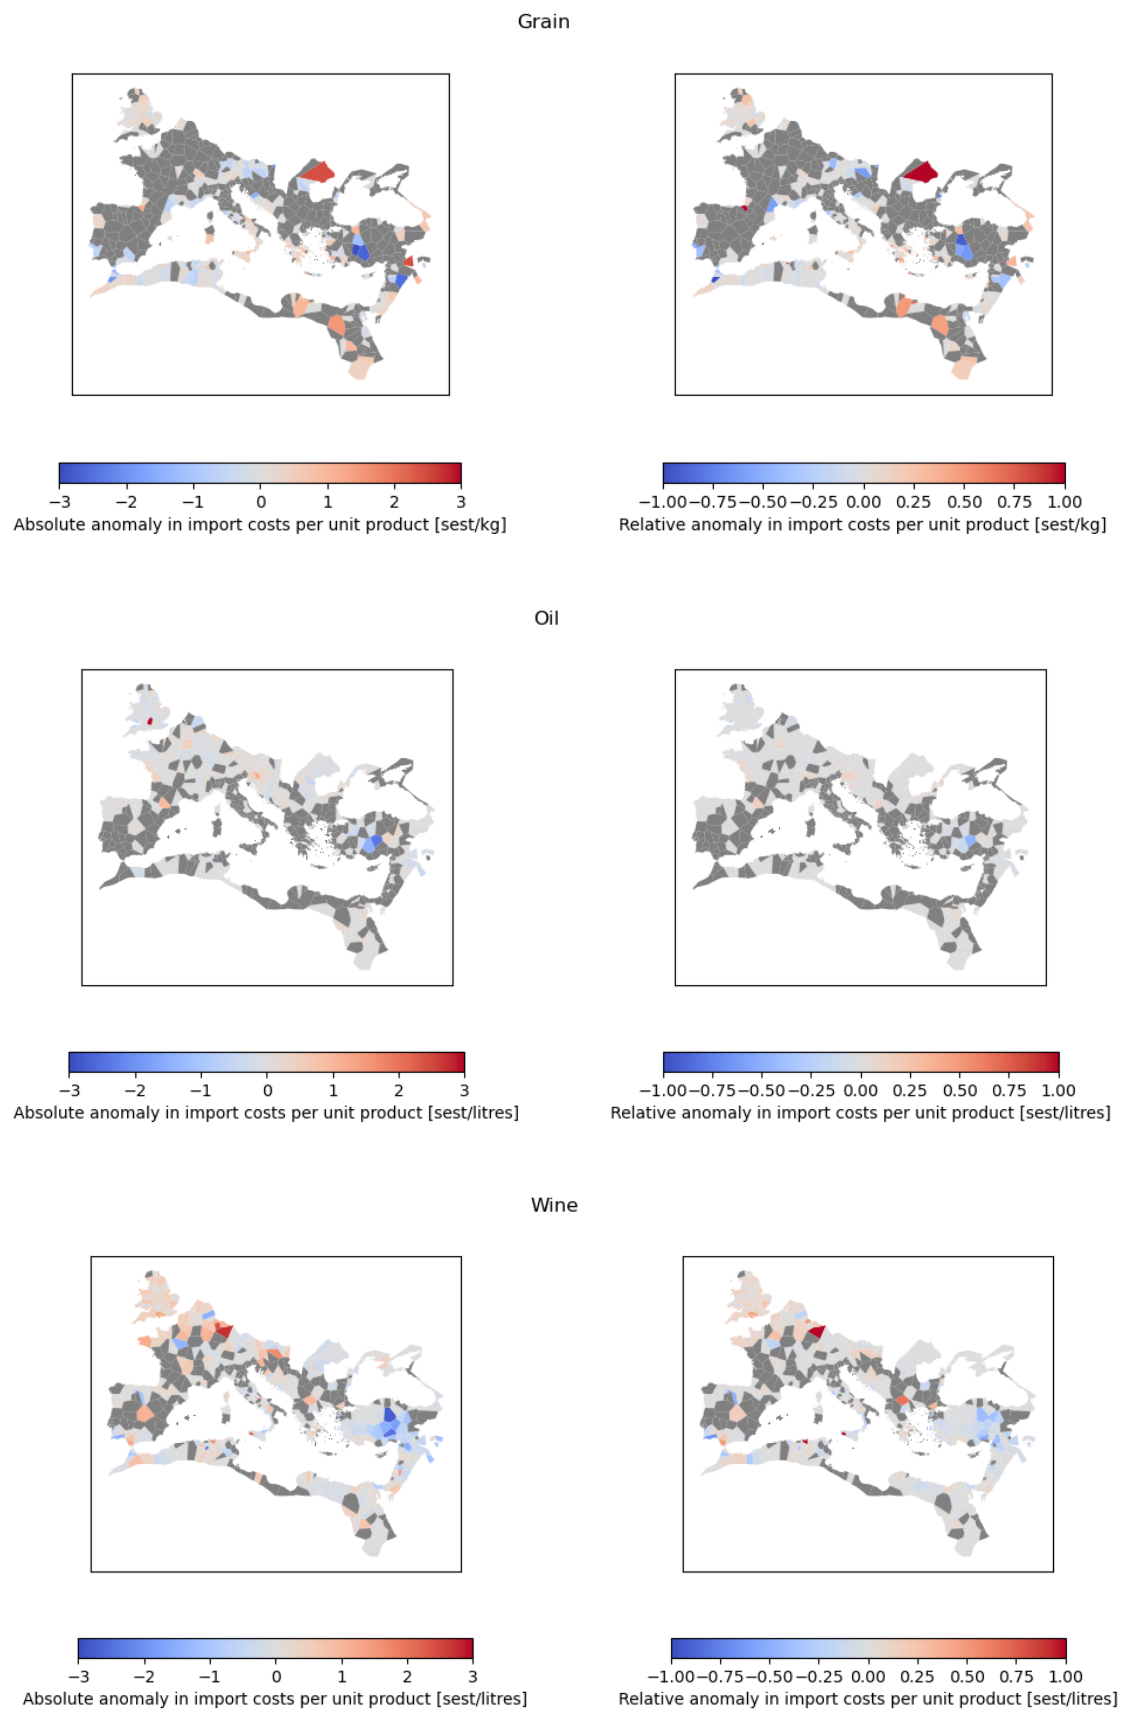 Grain
−3 −2 −1 0 1 2 3
Absolute anomaly in import costs per unit product [sest/kg]
−1.00 −0.75 −0.50 −0.25 0.00 0.25 0.50 0.75 1.00
Relative anomaly in import costs per unit product [sest/kg]
Oil
−3 −2 −1 0 1 2 3
Absolute anomaly in import costs per unit product [sest/litres]
−1.00 −0.75 −0.50 −0.25 0.00 0.25 0.50 0.75 1.00
Relative anomaly in import costs per unit product [sest/litres]
Wine
−3 −2 −1 0 1 2 3
Absolute anomaly in import costs per unit product [sest/litres]
−1.00 −0.75 −0.50 −0.25 0.00 0.25 0.50 0.75 1.00
Relative anomaly in import costs per unit product [sest/litres]